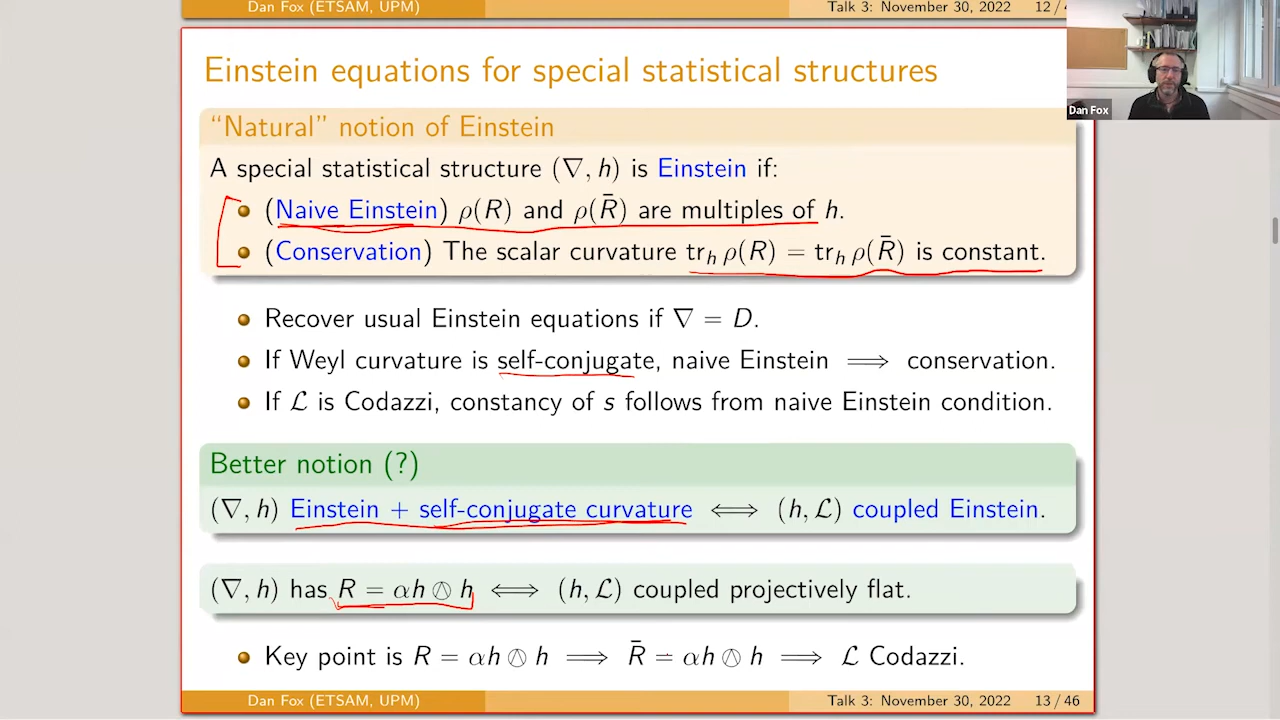 Dan Fox (ETSAM, UPM) Talk 3: November 30, 2022 12 /
Einstein equations for special statistical structures
Dan Fox
“Natural” notion of Einstein
A special statistical structure (∇, h) is Einstein if:
(Naive Einstein) ρ(R) and ρ(R̄) are multiples of h.
(Conservation) The scalar curvature trₕ ρ(R) = trₕ ρ(R̄) is constant.
Recover usual Einstein equations if ∇ = D.
If Weyl curvature is self-conjugate, naive Einstein ⟹ conservation.
If ℒ is Codazzi, constancy of s follows from naive Einstein condition.
Better notion (?)
(∇, h) Einstein + self-conjugate curvature ⟺ (h, ℒ) coupled Einstein.
(∇, h) has R = αh ⊘ h ⟺ (h, ℒ) coupled projectively flat.
Key point is R = αh ⊘ h ⟹ R̄ = αh ⊘ h ⟹ ℒ Codazzi.
Dan Fox (ETSAM, UPM) Talk 3: November 30, 2022 13 / 46